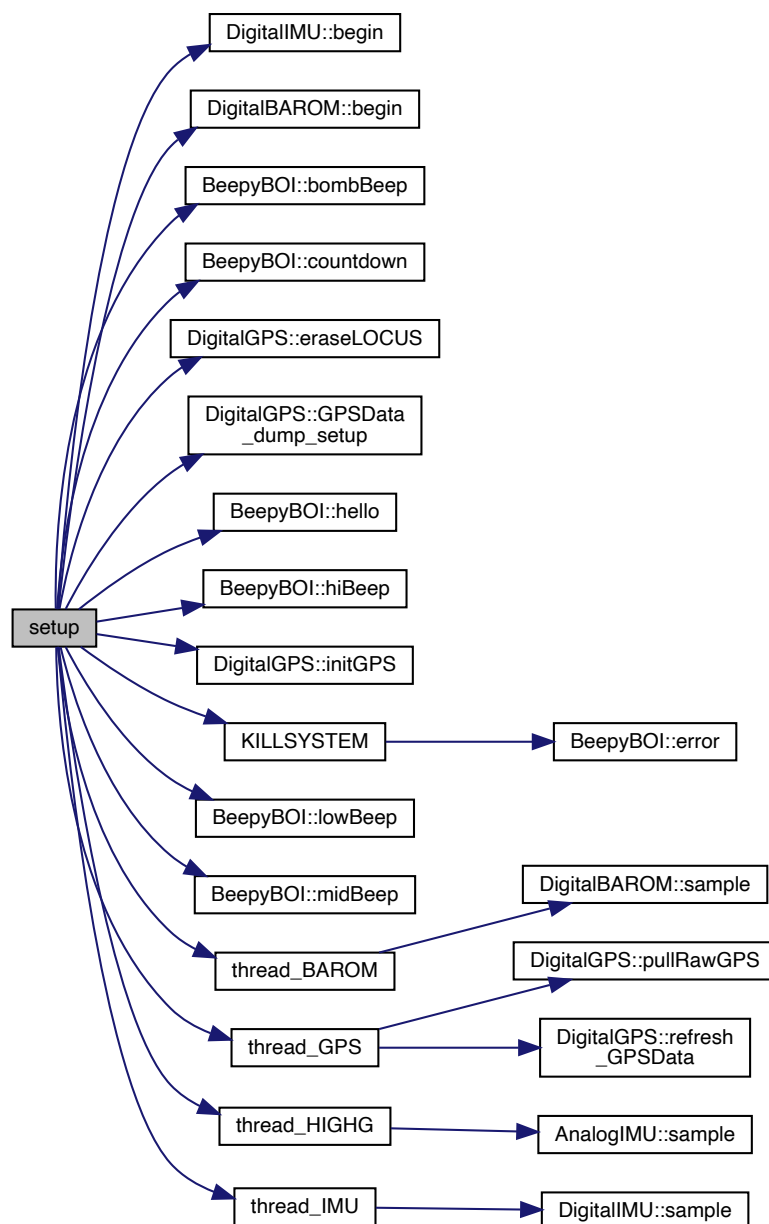 DigitalIMU::begin
DigitalBAROM::begin
BeepyBOI::bombBeep
BeepyBOI::countdown
DigitalGPS::eraseLOCUS
DigitalGPS::GPSData
_dump_setup
BeepyBOI::hello
BeepyBOI::hiBeep
setup
DigitalGPS::initGPS
KILLSYSTEM
BeepyBOI::error
BeepyBOI::lowBeep
BeepyBOI::midBeep
DigitalBAROM::sample
thread_BAROM
DigitalGPS::pullRawGPS
thread_GPS
DigitalGPS::refresh
_GPSData
thread_HIGHG
AnalogIMU::sample
thread_IMU
DigitalIMU::sample